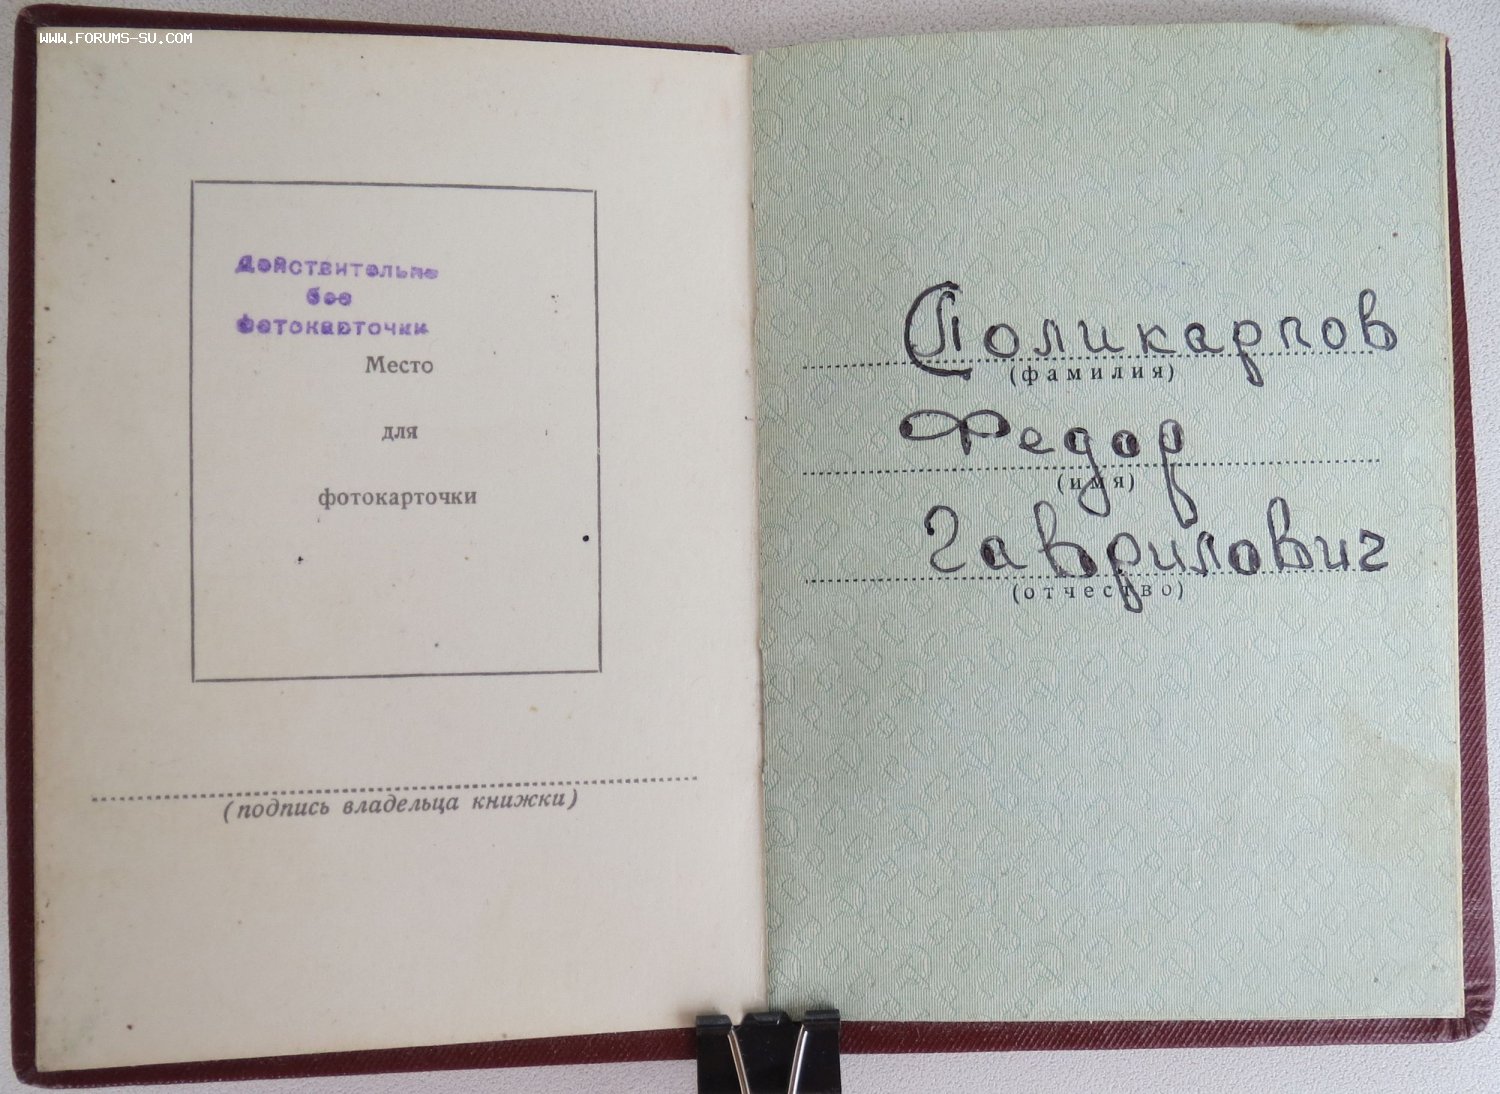 WWW.FORUMS-SU.COM
Действительно
без
фотокарточки
Место
для
фотокарточки
(подпись владельца книжки)
Поликарпов
(фамилия)
Федор
(имя)
Гаврилович
(отчество)